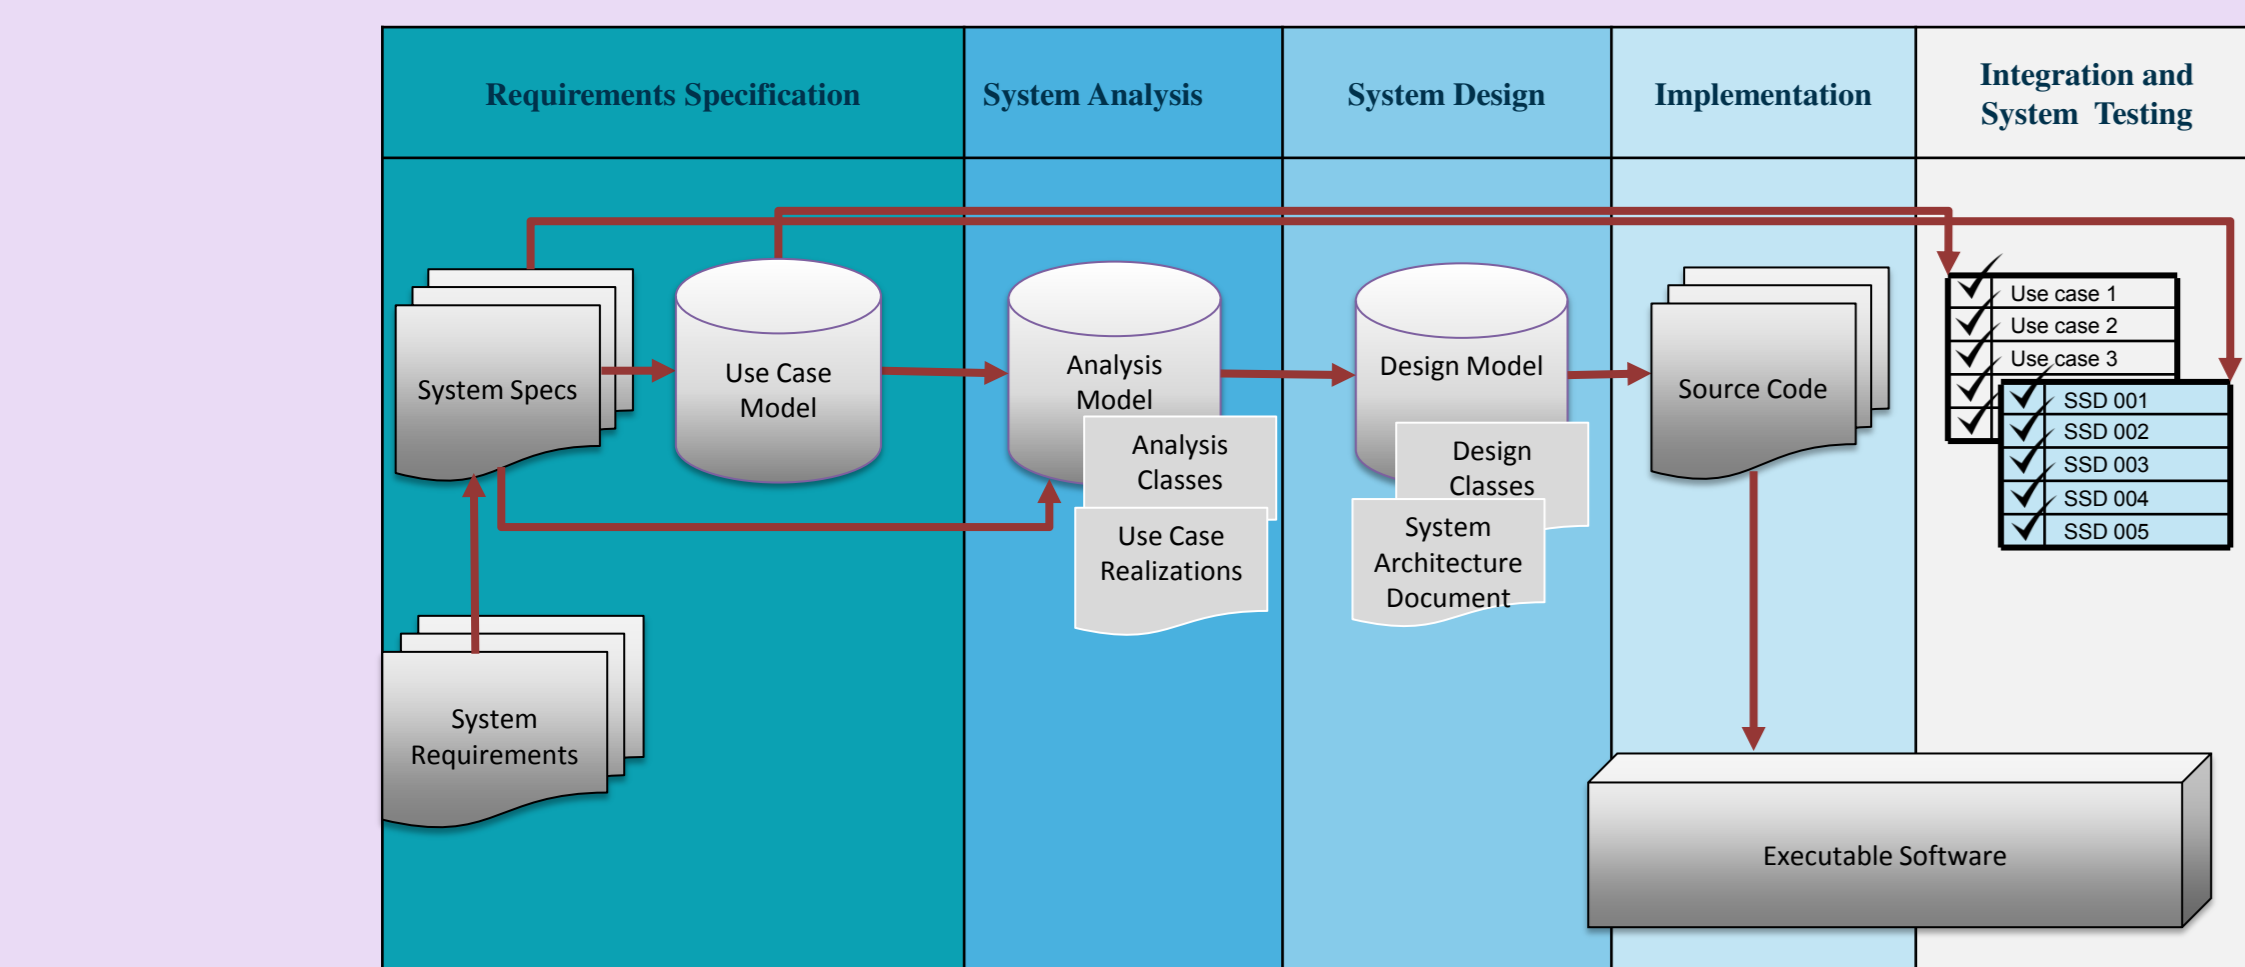 Requirements Specification
System Analysis
System Design
Implementation
Integration and
System Testing
System Specs
Use Case
Model
Analysis
Model
Analysis
Classes
Use Case
Realizations
Design Model
Design
Classes
System
Architecture
Document
Source Code
Use case 1
Use case 2
Use case 3
SSD 001
SSD 002
SSD 003
SSD 004
SSD 005
System
Requirements
Executable Software